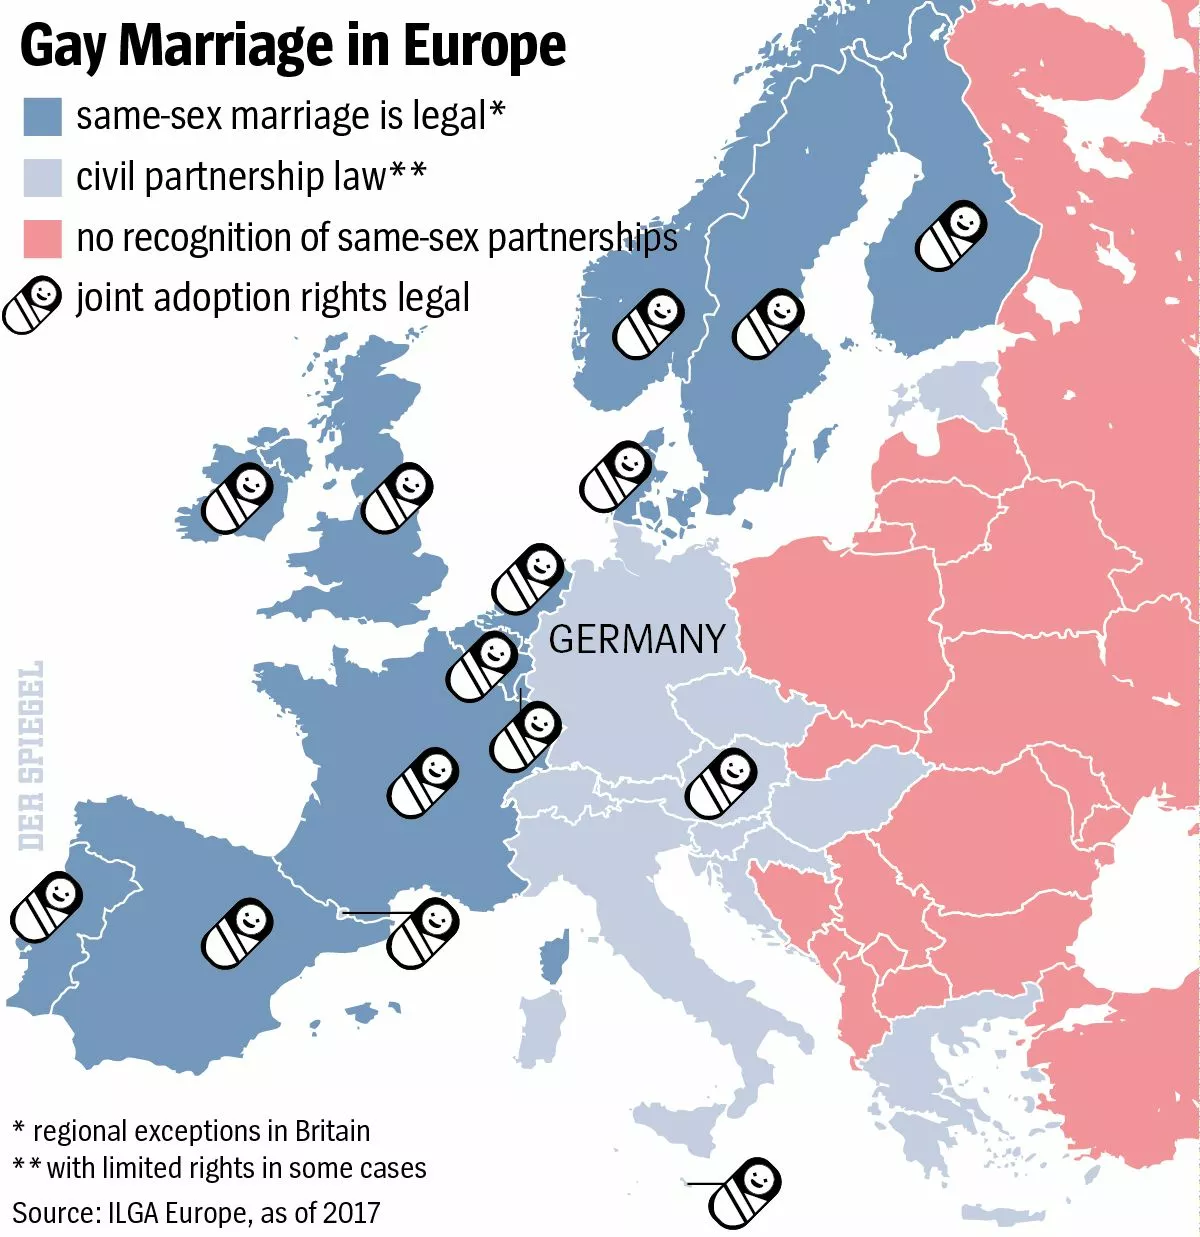 Gay Marriage in Europe
same-sex marriage is legal*
civil partnership law**
no recognition of same-sex partnerships
joint adoption rights legal
GERMANY
DER SPIEGEL
* regional exceptions in Britain
** with limited rights in some cases
Source: ILGA Europe, as of 2017